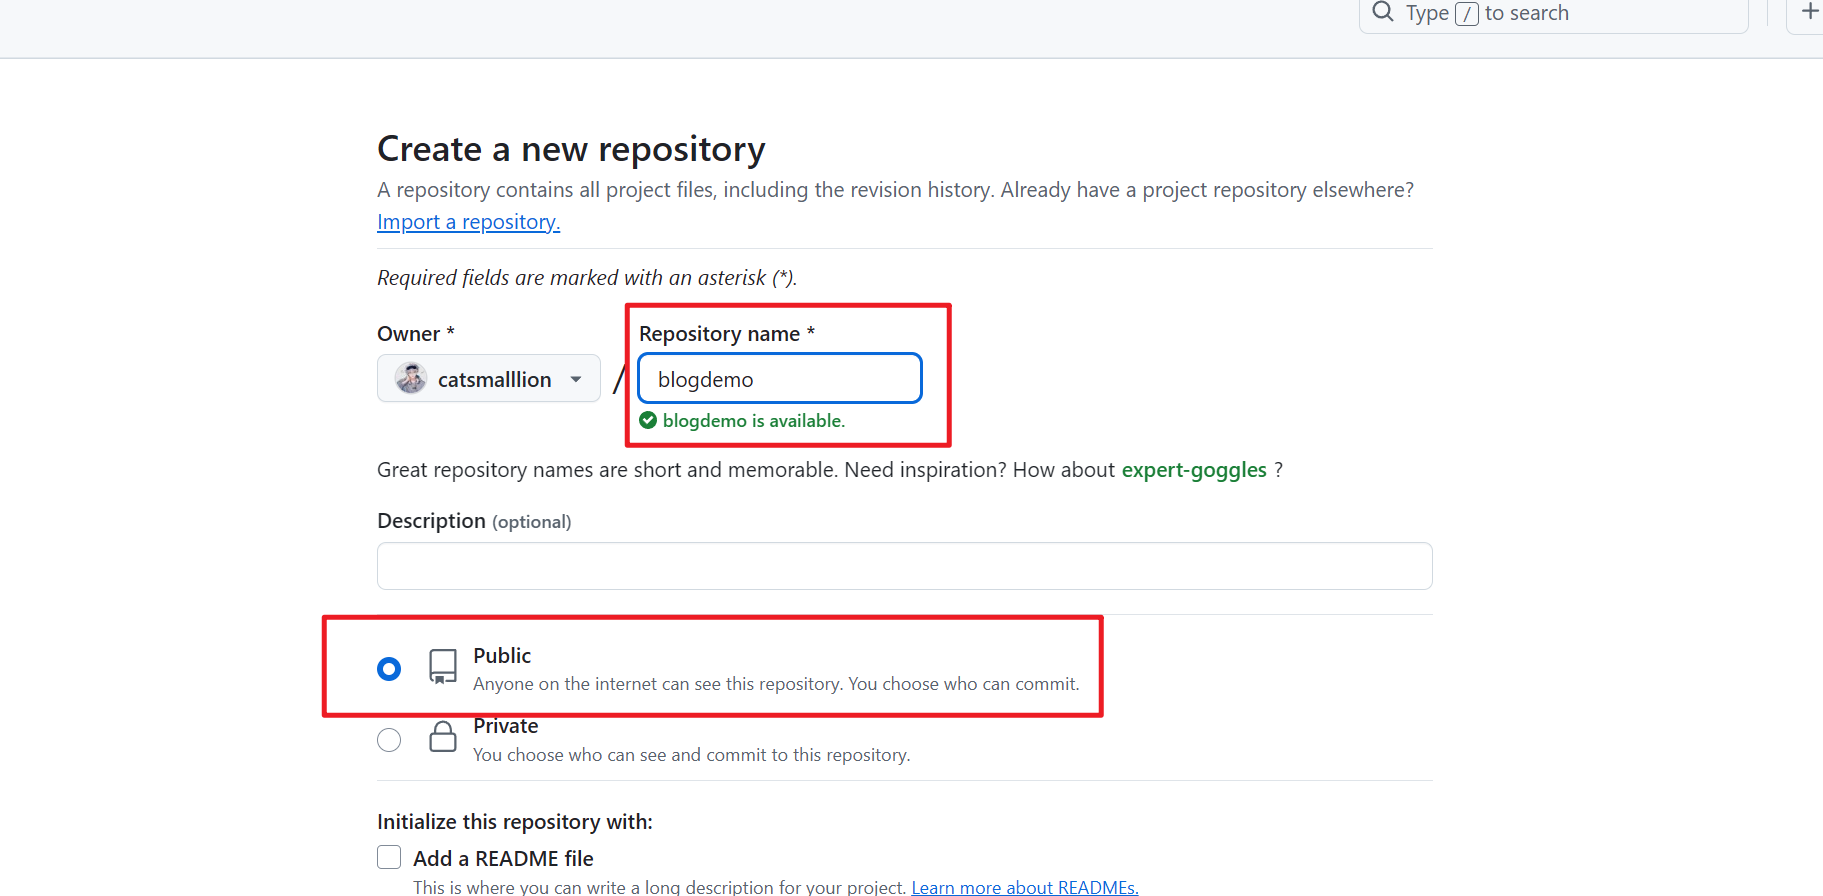 Type / to search
Create a new repository
A repository contains all project files, including the revision history. Already have a project repository elsewhere?
Import a repository.
Required fields are marked with an asterisk (*).
Owner *
Repository name *
catsmalllion
/
blogdemo
blogdemo is available.
Great repository names are short and memorable. Need inspiration? How about expert-goggles ?
Description (optional)
Public
Anyone on the internet can see this repository. You choose who can commit.
Private
You choose who can see and commit to this repository.
Initialize this repository with:
Add a README file
This is where you can write a long description for your project. Learn more about READMEs.